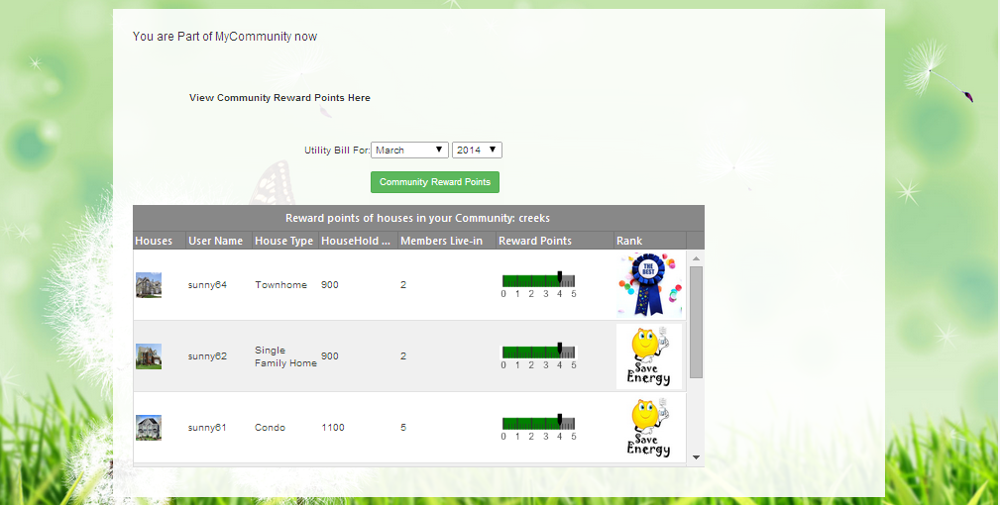 You are Part of MyCommunity now
View Community Reward Points Here
Utility Bill For: March 2014
Community Reward Points
Reward points of houses in your Community: creeks
Houses User Name House Type HouseHold ... Members Live-in Reward Points Rank
THE
BEST
sunny64 Townhome 900 2
0 1 2 3 4 5
Single
sunny62 Family Home 900 2
0 1 2 3 4 5
Save
Energy
sunny61 Condo 1100 5
0 1 2 3 4 5
Save
Energy